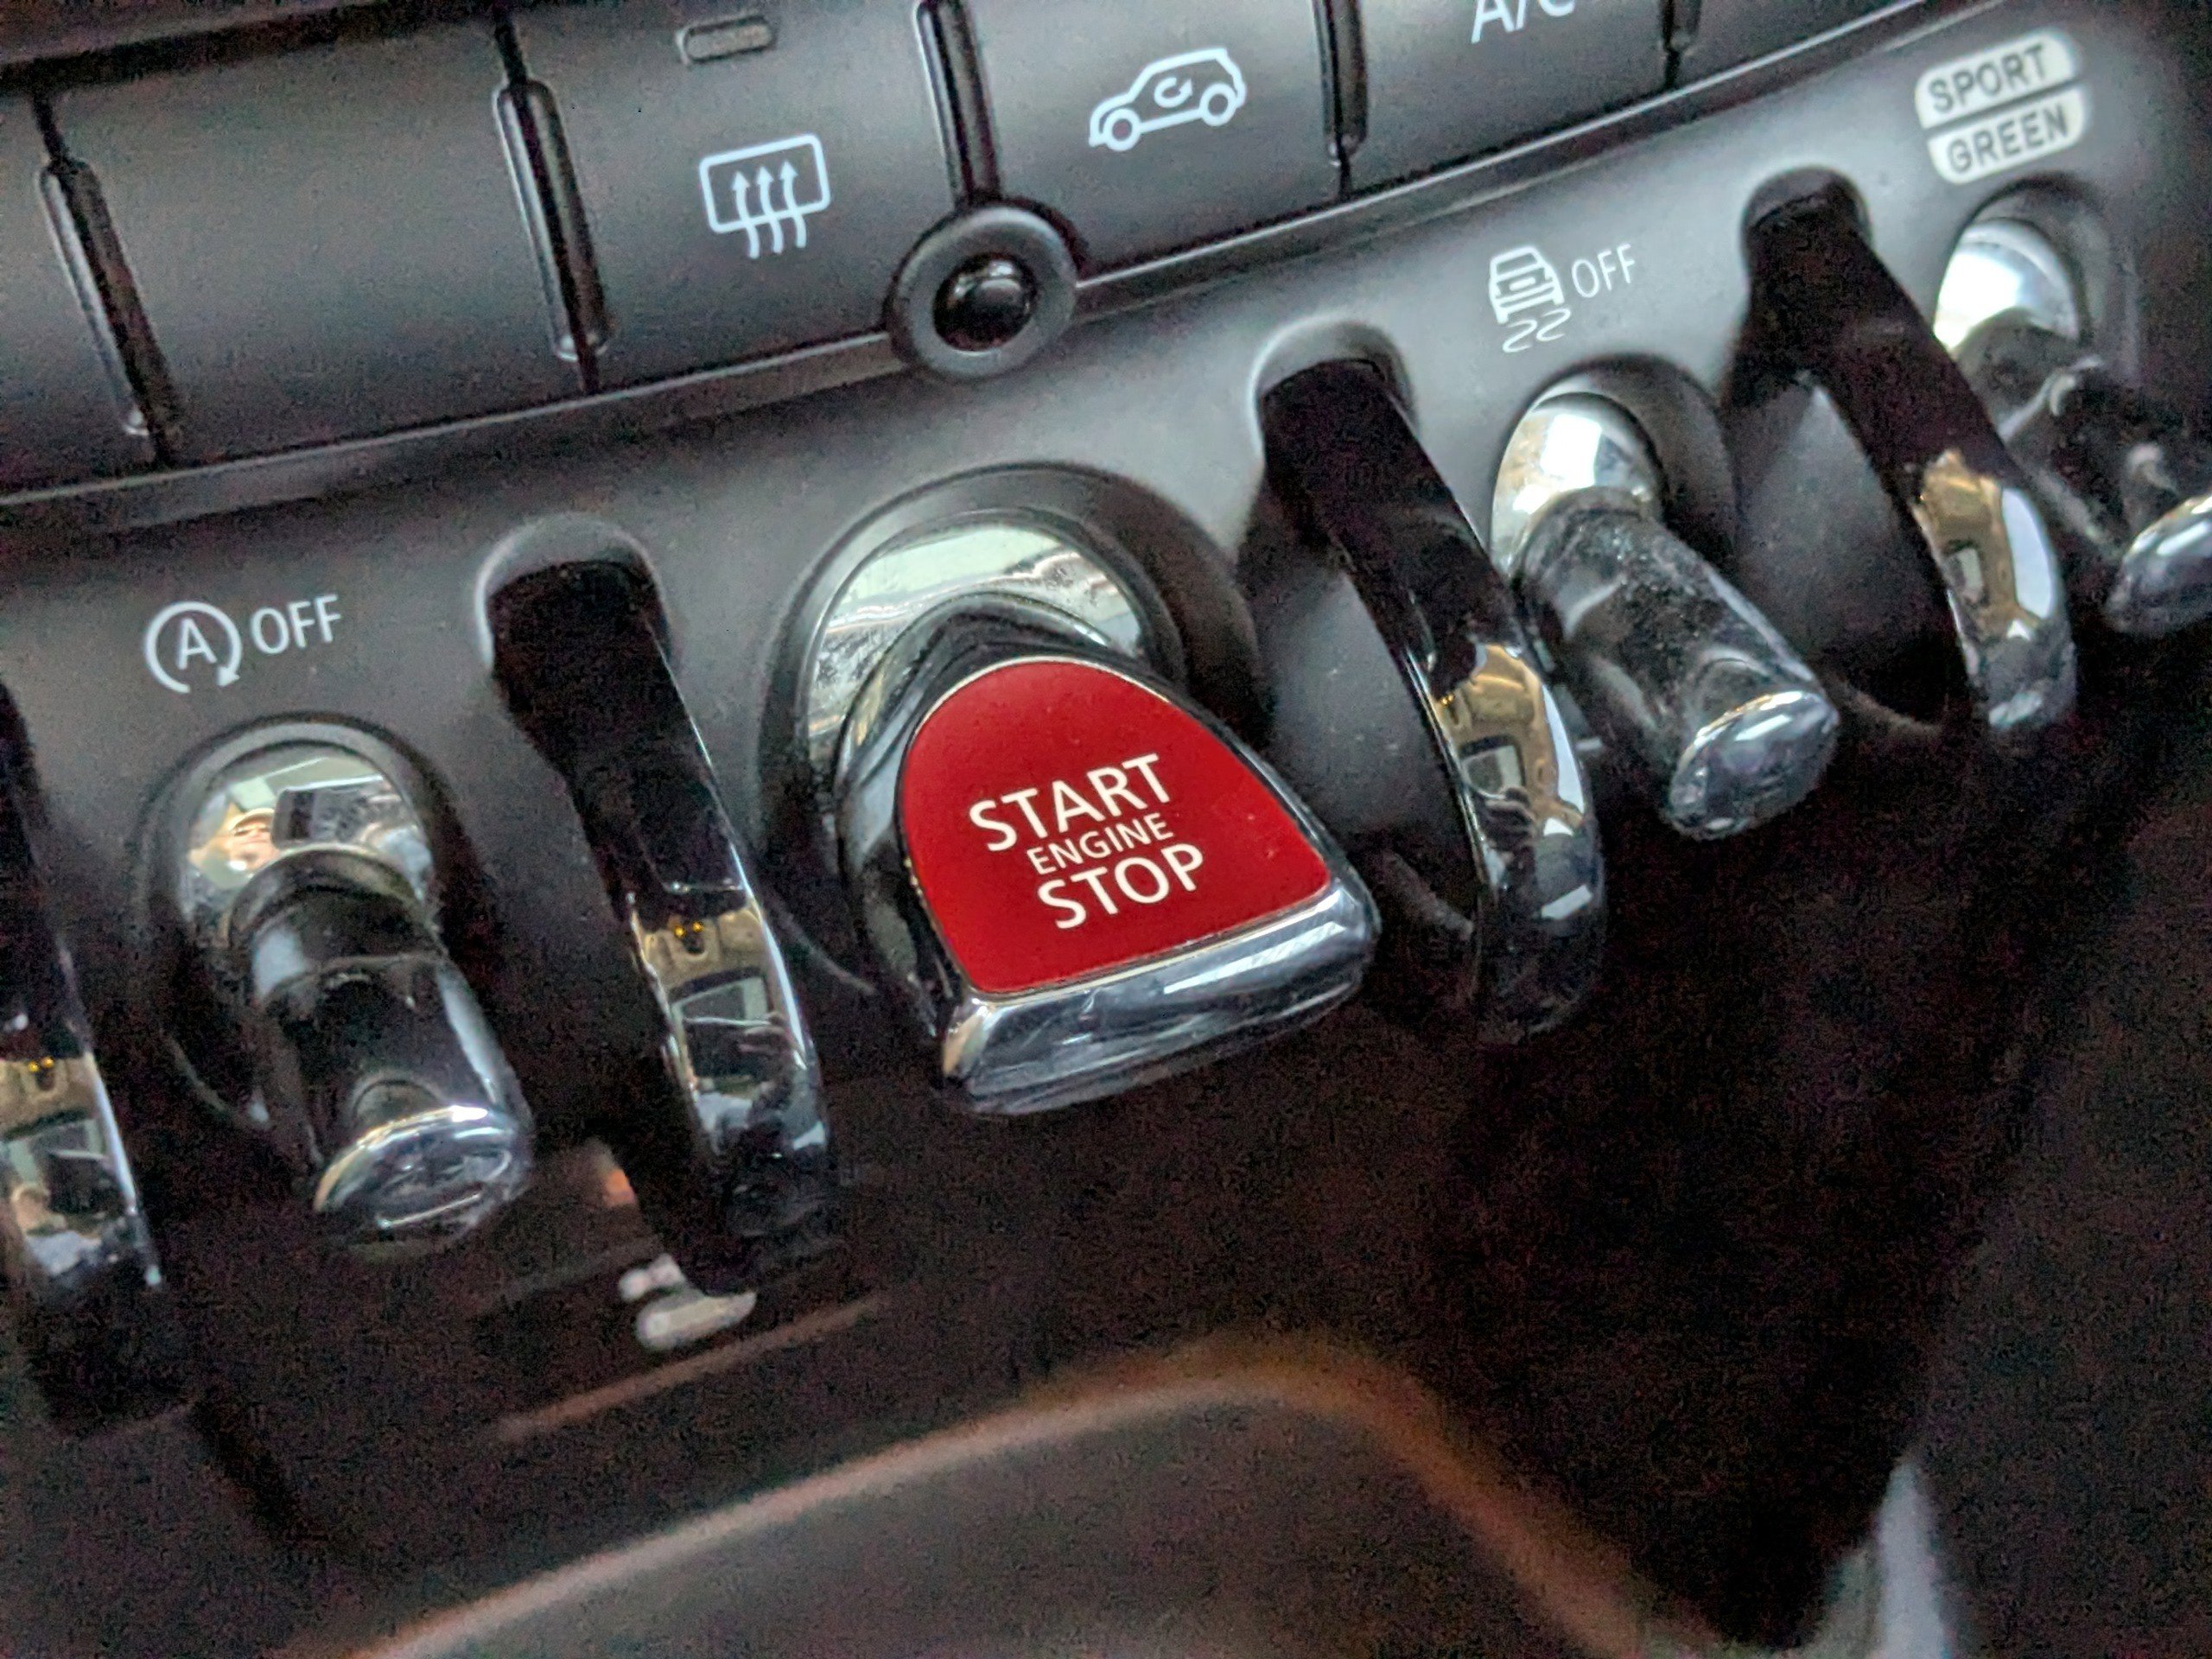 A/C
SPORT
GREEN
OFF
A OFF
START
ENGINE
STOP